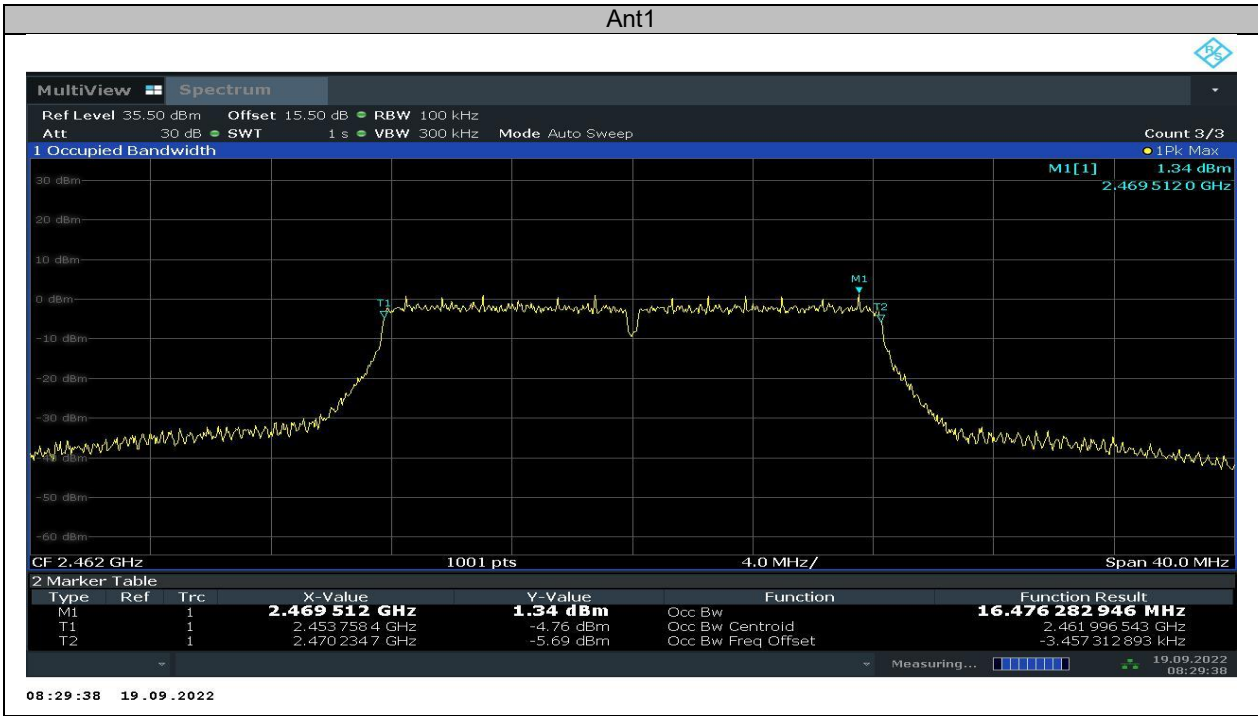 Ant1
R&S
MultiView Spectrum
Ref Level 35.50 dBm Offset 15.50 dB RBW 100 kHz
Att 30 dB SWT 1 s VBW 300 kHz Mode Auto Sweep Count 3/3
1 Occupied Bandwidth 1Pk Max
M1[1] 1.34 dBm
2.469 512 0 GHz
30 dBm
20 dBm
10 dBm
M1
0 dBm
T1
T2
-10 dBm
-20 dBm
-30 dBm
-40 dBm
-50 dBm
-60 dBm
CF 2.462 GHz 1001 pts 4.0 MHz/ Span 40.0 MHz
2 Marker Table
Type Ref Trc X-Value Y-Value Function Function Result
M1 1 2.469 512 GHz 1.34 dBm Occ Bw 16.476 282 946 MHz
T1 1 2.453 758 4 GHz -4.76 dBm Occ Bw Centroid 2.461 996 543 GHz
T2 1 2.470 234 7 GHz -5.69 dBm Occ Bw Freq Offset -3.457 312 893 kHz
Measuring... 19.09.2022
08:29:38
08:29:38 19.09.2022